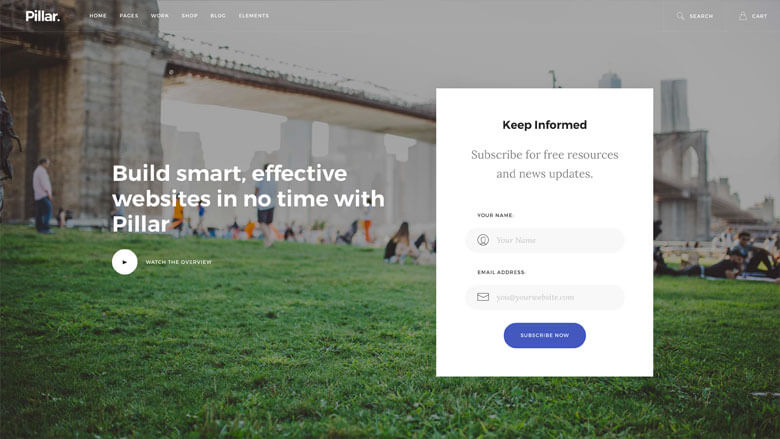 Pillar.
HOME PAGES WORK SHOP BLOG ELEMENTS
SEARCH CART
Build smart, effective
websites in no time with
Pillar
WATCH THE OVERVIEW
Keep Informed
Subscribe for free resources
and news updates.
YOUR NAME:
Your Name
EMAIL ADDRESS:
you@yourwebsite.com
SUBSCRIBE NOW